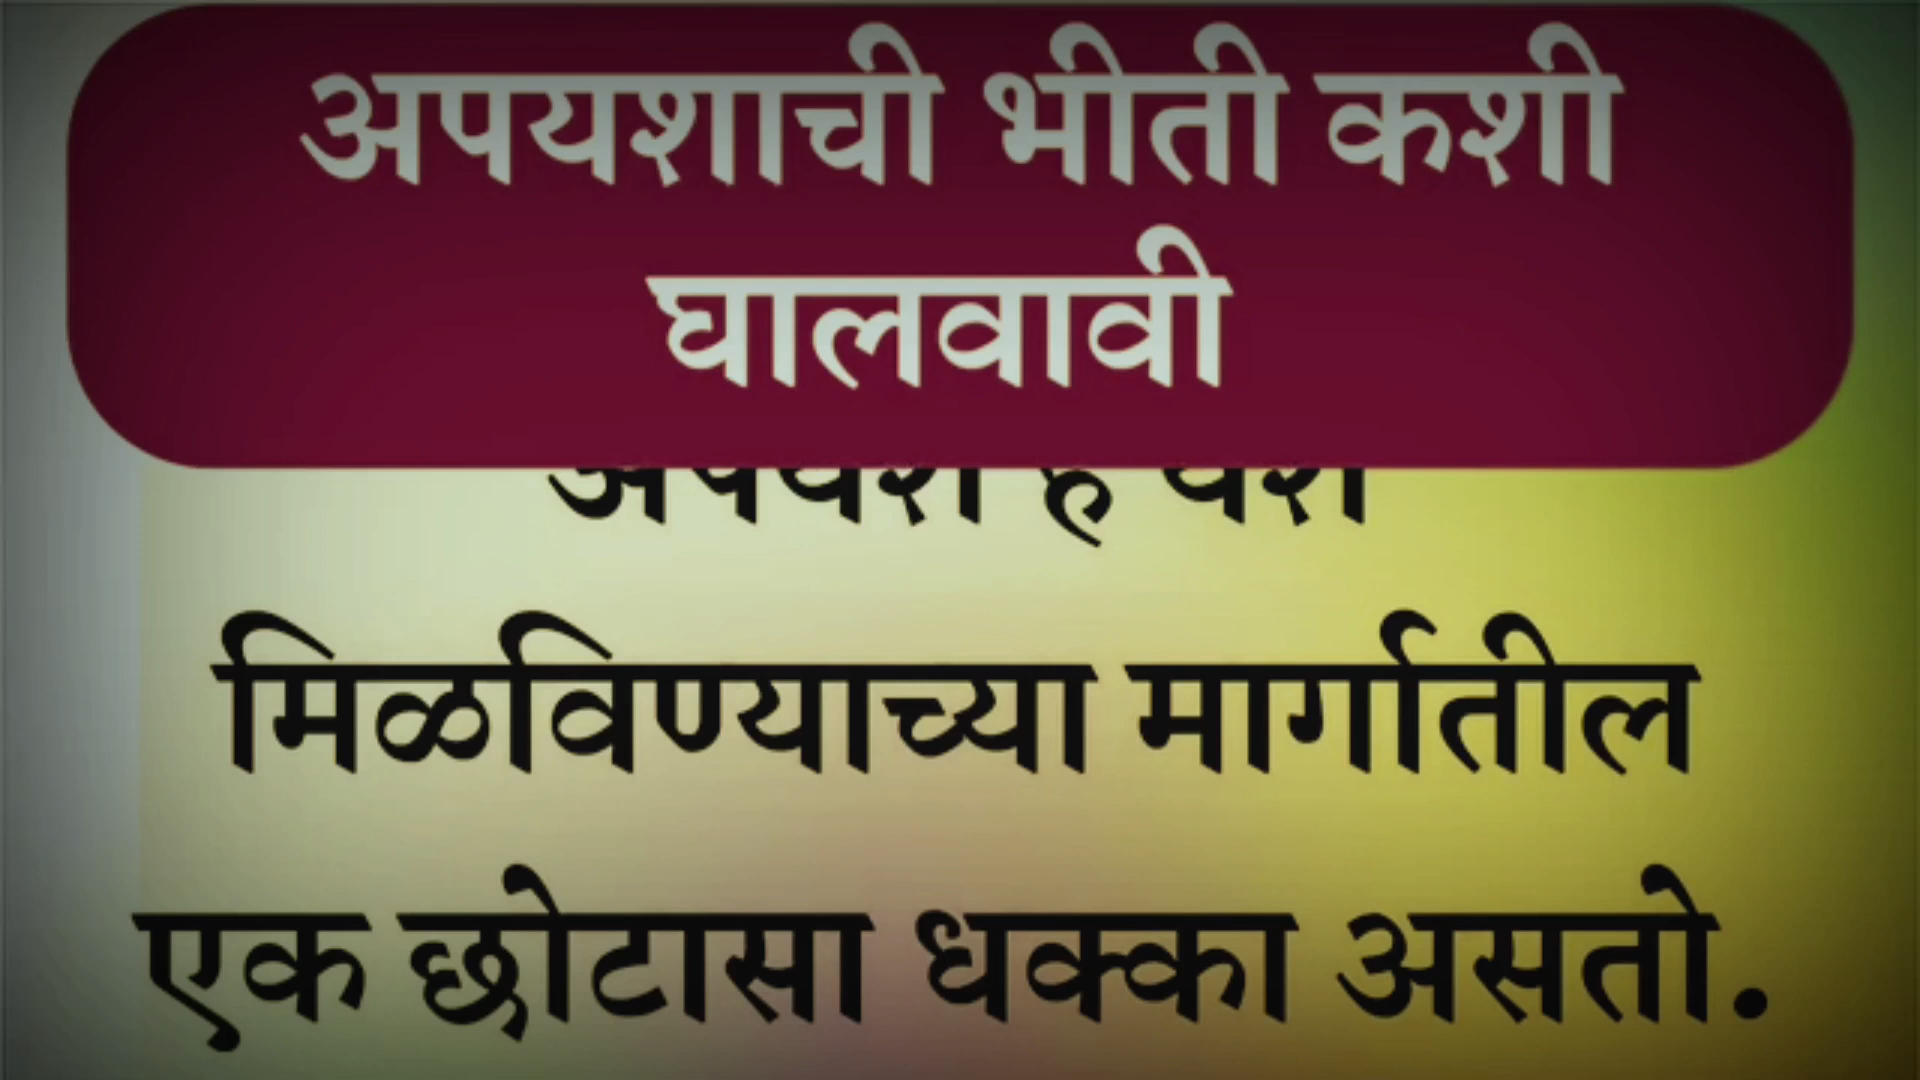 अपयशाची भीती कशी
घालवावी
मिळविण्याच्या मार्गातील
एक छोटासा धक्का असतो.